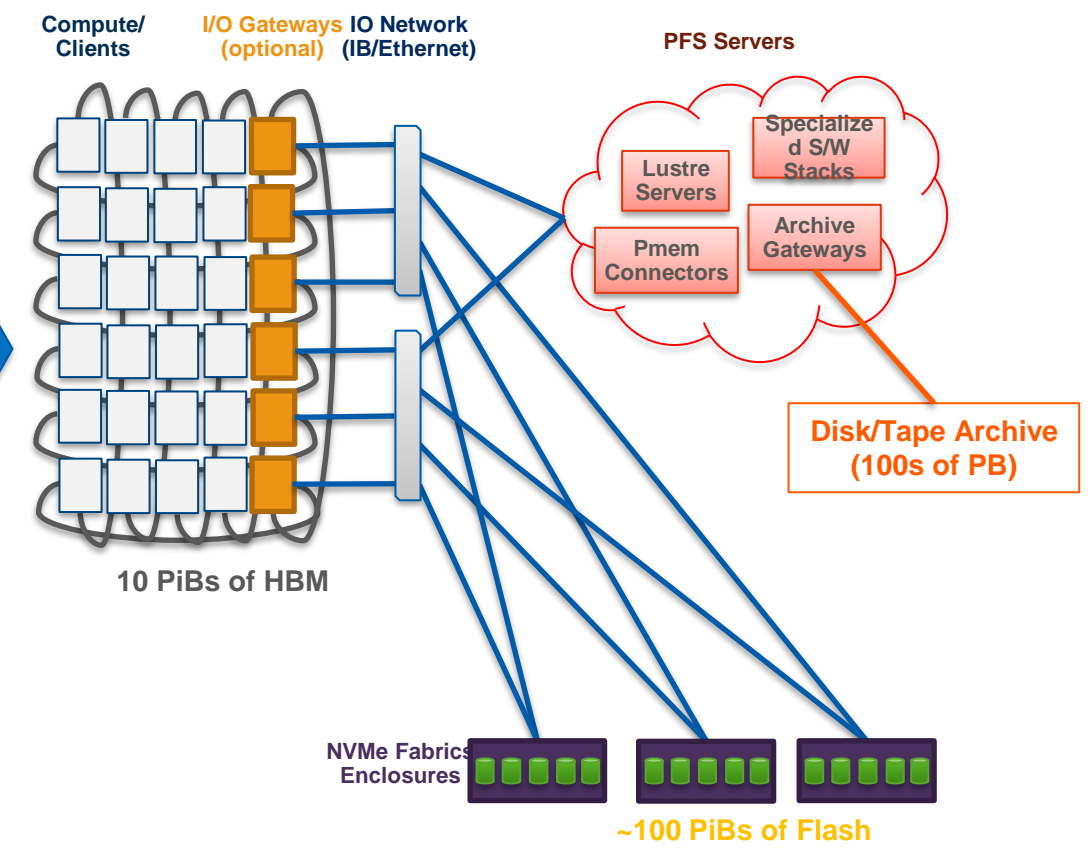 Compute/
Clients
I/O Gateways
(optional)
IO Network
(IB/Ethernet)
PFS Servers
Specialize
d S/W
Stacks
Lustre
Servers
Archive
Gateways
Pmem
Connectors
Disk/Tape Archive
(100s of PB)
10 PiBs of HBM
NVMe Fabrics
Enclosures
~100 PiBs of Flash